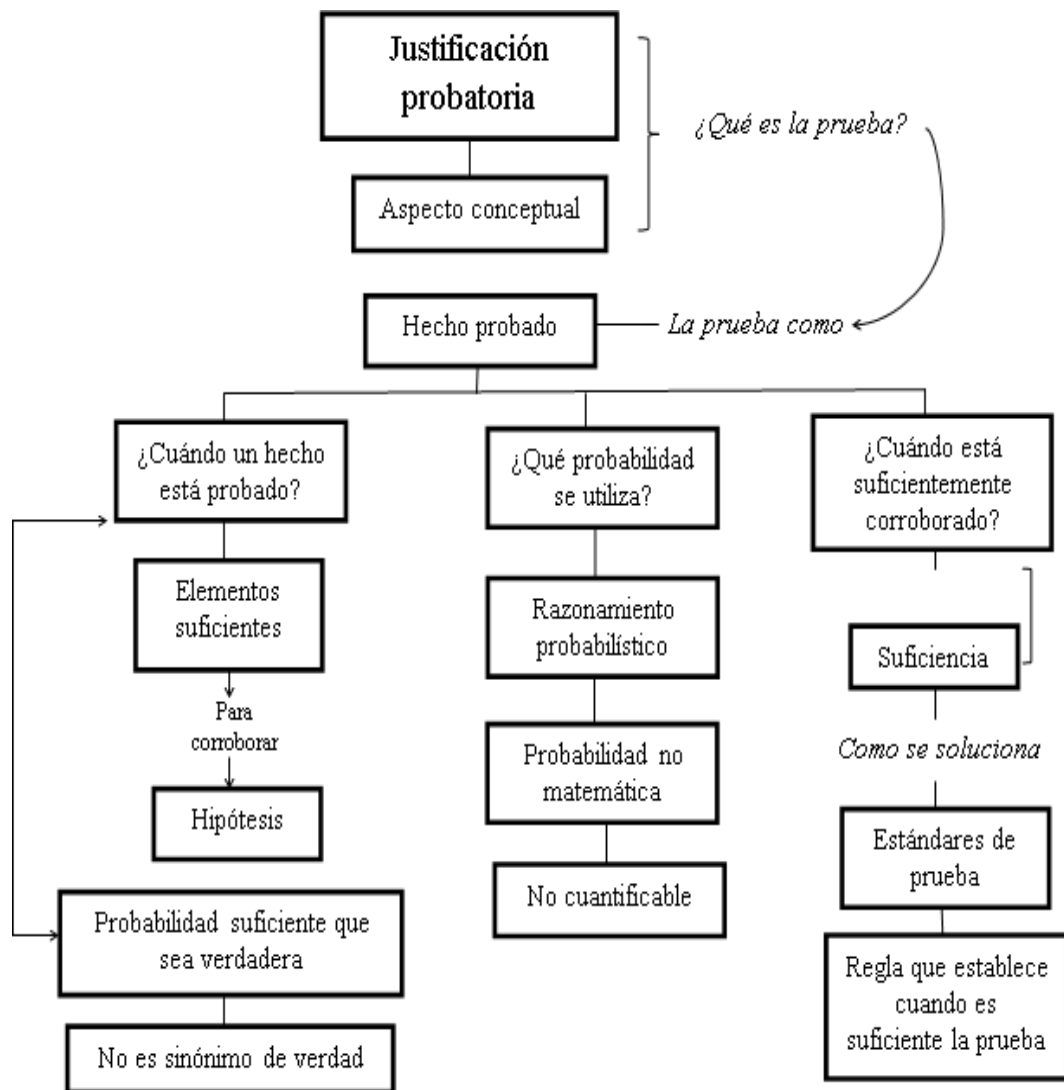 Justificación
probatoria
¿Qué es la prueba?
Aspecto conceptual
Hecho probado
La prueba como
¿Cuándo un hecho
está probado?
Elementos
suficientes
Para
corroborar
Hipótesis
Probabilidad suficiente que
sea verdadera
No es sinónimo de verdad
¿Qué probabilidad
se utiliza?
Razonamiento
probabilístico
Probabilidad no
matemática
No cuantificable
¿Cuándo está
suficientemente
corroborado?
Suficiencia
Como se soluciona
Estándares de
prueba
Regla que establece
cuando es
suficiente la prueba